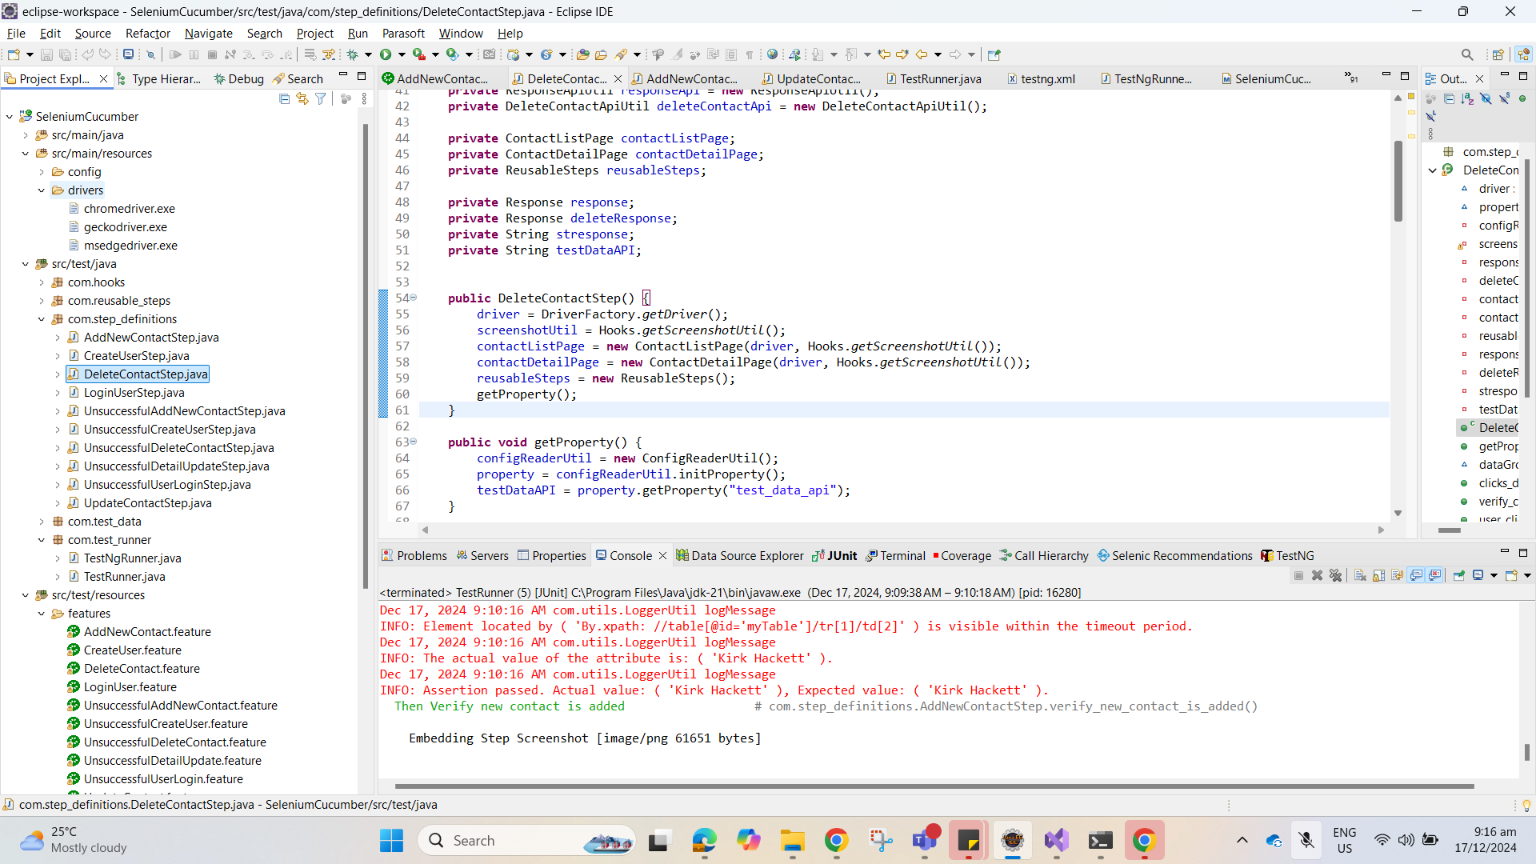 eclipse-workspace - SeleniumCucumber/src/test/java/com/step_definitions/DeleteContactStep.java - Eclipse IDE
File Edit Source Refactor Navigate Search Project Run Parasoft Window Help
Project Expl... Type Hierar... Debug Search
SeleniumCucumber
src/main/java
src/main/resources
config
drivers
chromedriver.exe
geckodriver.exe
msedgedriver.exe
src/test/java
com.hooks
com.reusable_steps
com.step_definitions
AddNewContactStep.java
CreateUserStep.java
DeleteContactStep.java
LoginUserStep.java
UnsuccessfulAddNewContactStep.java
UnsuccessfulCreateUserStep.java
UnsuccessfulDeleteContactStep.java
UnsuccessfulDetailUpdateStep.java
UnsuccessfulUserLoginStep.java
UpdateContactStep.java
com.test_data
com.test_runner
TestNgRunner.java
TestRunner.java
src/test/resources
features
AddNewContact.feature
CreateUser.feature
DeleteContact.feature
LoginUser.feature
UnsuccessfulAddNewContact.feature
UnsuccessfulCreateUser.feature
UnsuccessfulDeleteContact.feature
UnsuccessfulDetailUpdate.feature
UnsuccessfulUserLogin.feature
AddNewContac... DeleteContac... AddNewContac... UpdateContac... TestRunner.java testng.xml TestNgRunne... SeleniumCuc... »91
private ResponseApiUtil responseApi = new ResponseApiUtil();
42 private DeleteContactApiUtil deleteContactApi = new DeleteContactApiUtil();
43
44 private ContactListPage contactListPage;
45 private ContactDetailPage contactDetailPage;
46 private ReusableSteps reusableSteps;
47
48 private Response response;
49 private Response deleteResponse;
50 private String stresponse;
51 private String testDataAPI;
52
53
54 public DeleteContactStep() {
55 driver = DriverFactory.getDriver();
56 screenshotUtil = Hooks.getScreenshotUtil();
57 contactListPage = new ContactListPage(driver, Hooks.getScreenshotUtil());
58 contactDetailPage = new ContactDetailPage(driver, Hooks.getScreenshotUtil());
59 reusableSteps = new ReusableSteps();
60 getProperty();
61 }
62
63 public void getProperty() {
64 configReaderUtil = new ConfigReaderUtil();
65 property = configReaderUtil.initProperty();
66 testDataAPI = property.getProperty("test_data_api");
67 }
68
Out...
com.step_d
DeleteCon
driver :
propert
configR
screens
respons
deleteC
contact
contact
reusabl
respons
deleteR
strespo
testDat
DeleteC
getProp
dataGro
clicks_d
verify_c
user_cli
Problems Servers Properties Console Data Source Explorer JUnit Terminal Coverage Call Hierarchy Selenic Recommendations TestNG
<terminated> TestRunner (5) [JUnit] C:\Program Files\Java\jdk-21\bin\javaw.exe (Dec 17, 2024, 9:09:38 AM – 9:10:18 AM) [pid: 16280]
Dec 17, 2024 9:10:16 AM com.utils.LoggerUtil logMessage
INFO: Element located by ( 'By.xpath: //table[@id='myTable']/tr[1]/td[2]' ) is visible within the timeout period.
Dec 17, 2024 9:10:16 AM com.utils.LoggerUtil logMessage
INFO: The actual value of the attribute is: ( 'Kirk Hackett' ).
Dec 17, 2024 9:10:16 AM com.utils.LoggerUtil logMessage
INFO: Assertion passed. Actual value: ( 'Kirk Hackett' ), Expected value: ( 'Kirk Hackett' ).
Then Verify new contact is added # com.step_definitions.AddNewContactStep.verify_new_contact_is_added()
Embedding Step Screenshot [image/png 61651 bytes]
com.step_definitions.DeleteContactStep.java - SeleniumCucumber/src/test/java
25°C
Mostly cloudy
Search
ENG
US
9:16 am
17/12/2024